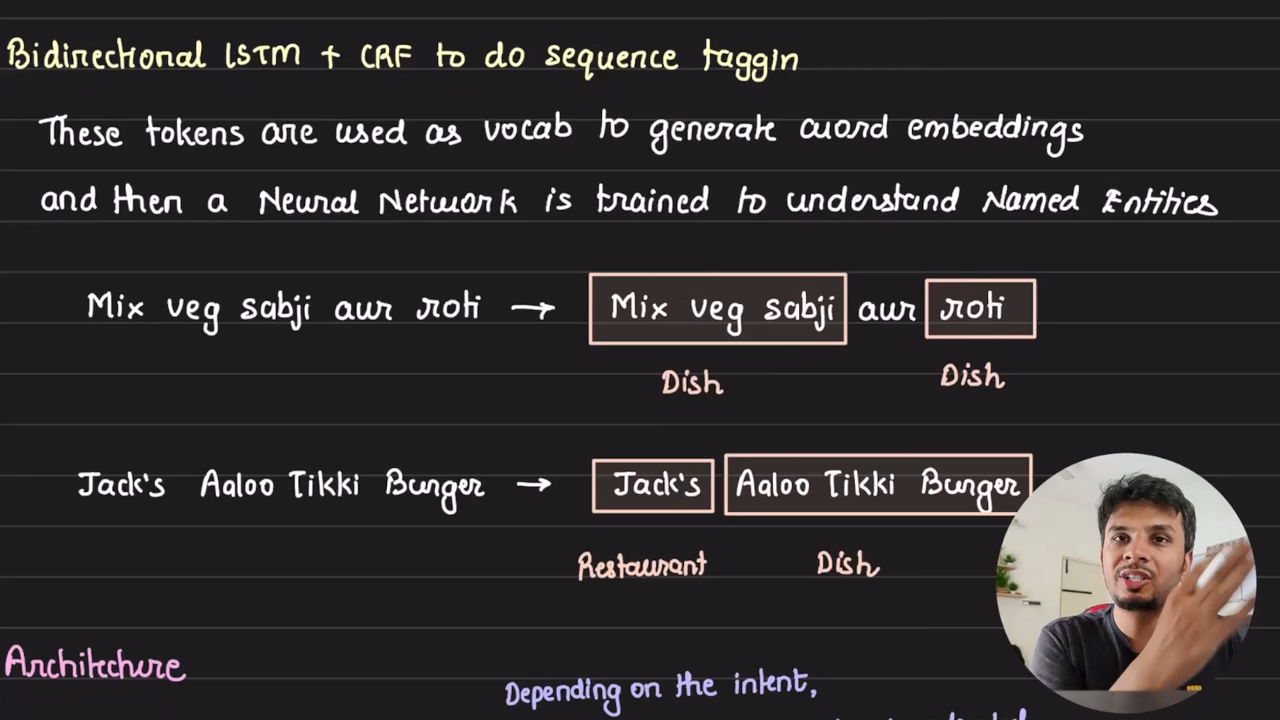 Bidirectional LSTM + CRF to do sequence taggin
These tokens are used as vocab to generate word embeddings
and then a Neural Network is trained to understand Named Entities
Mix veg sabji aur roti → Mix veg sabji aur roti
Dish Dish
Jack's Aaloo Tikki Burger → Jack's Aaloo Tikki Burger
Restaurant Dish
Architecture
Depending on the intent,